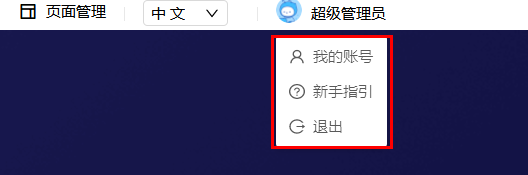 页面管理 中 文 超级管理员
我的账号
新手指引
退出